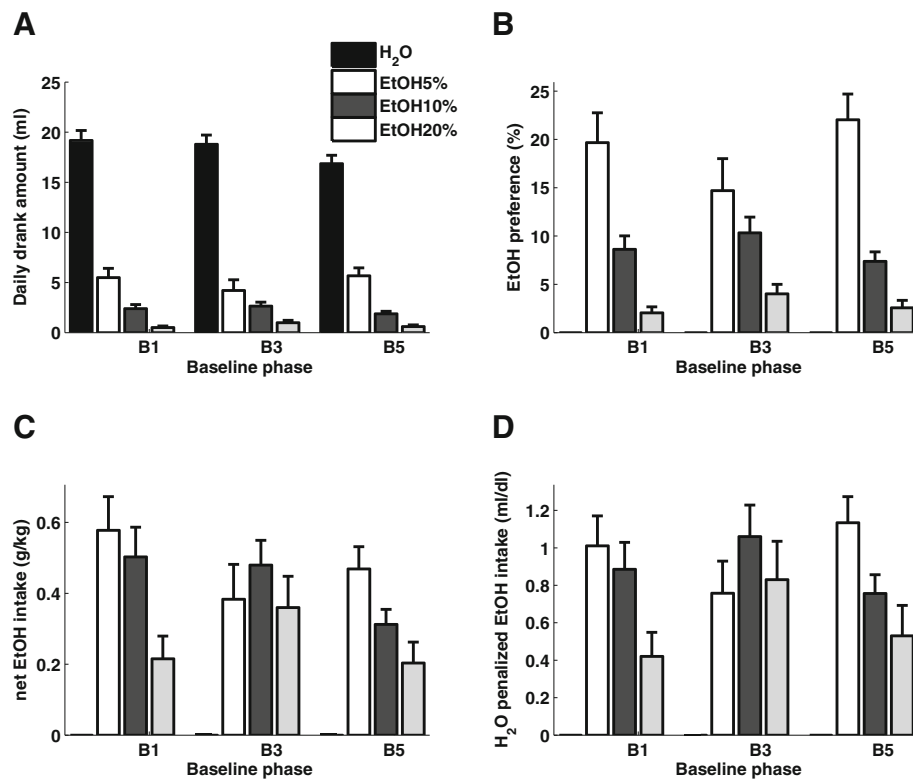 A
H2O
EtOH5%
EtOH10%
EtOH20%
Daily drank amount (ml)
25
20
15
10
5
0
B1 B3 B5
Baseline phase
B
EtOH preference (%)
25
20
15
10
5
0
B1 B3 B5
Baseline phase
C
net EtOH intake (g/kg)
0.6
0.4
0.2
0
B1 B3 B5
Baseline phase
D
H2O penalized EtOH intake (ml/dl)
1.2
1
0.8
0.6
0.4
0.2
0
B1 B3 B5
Baseline phase